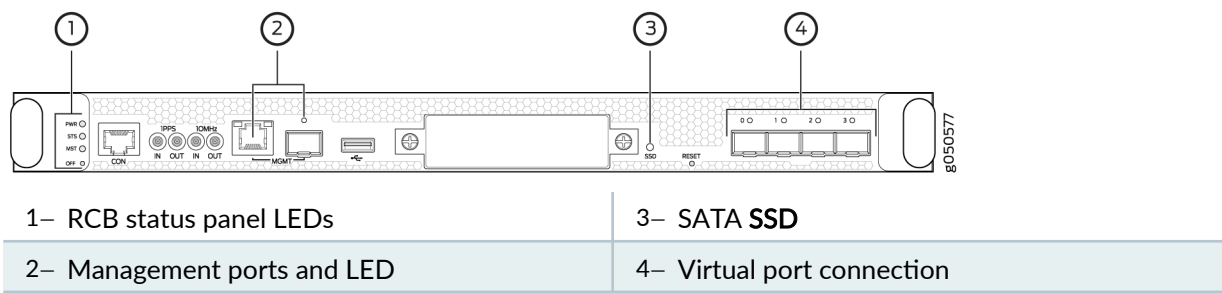 1 2 3 4
PWR
STS
MST
OFF
CON
1PPS 10MHz
IN OUT IN OUT
MGMT
SSD
RESET
0 1 2 3
g050577
1– RCB status panel LEDs 3– SATA SSD
2– Management ports and LED 4– Virtual port connection